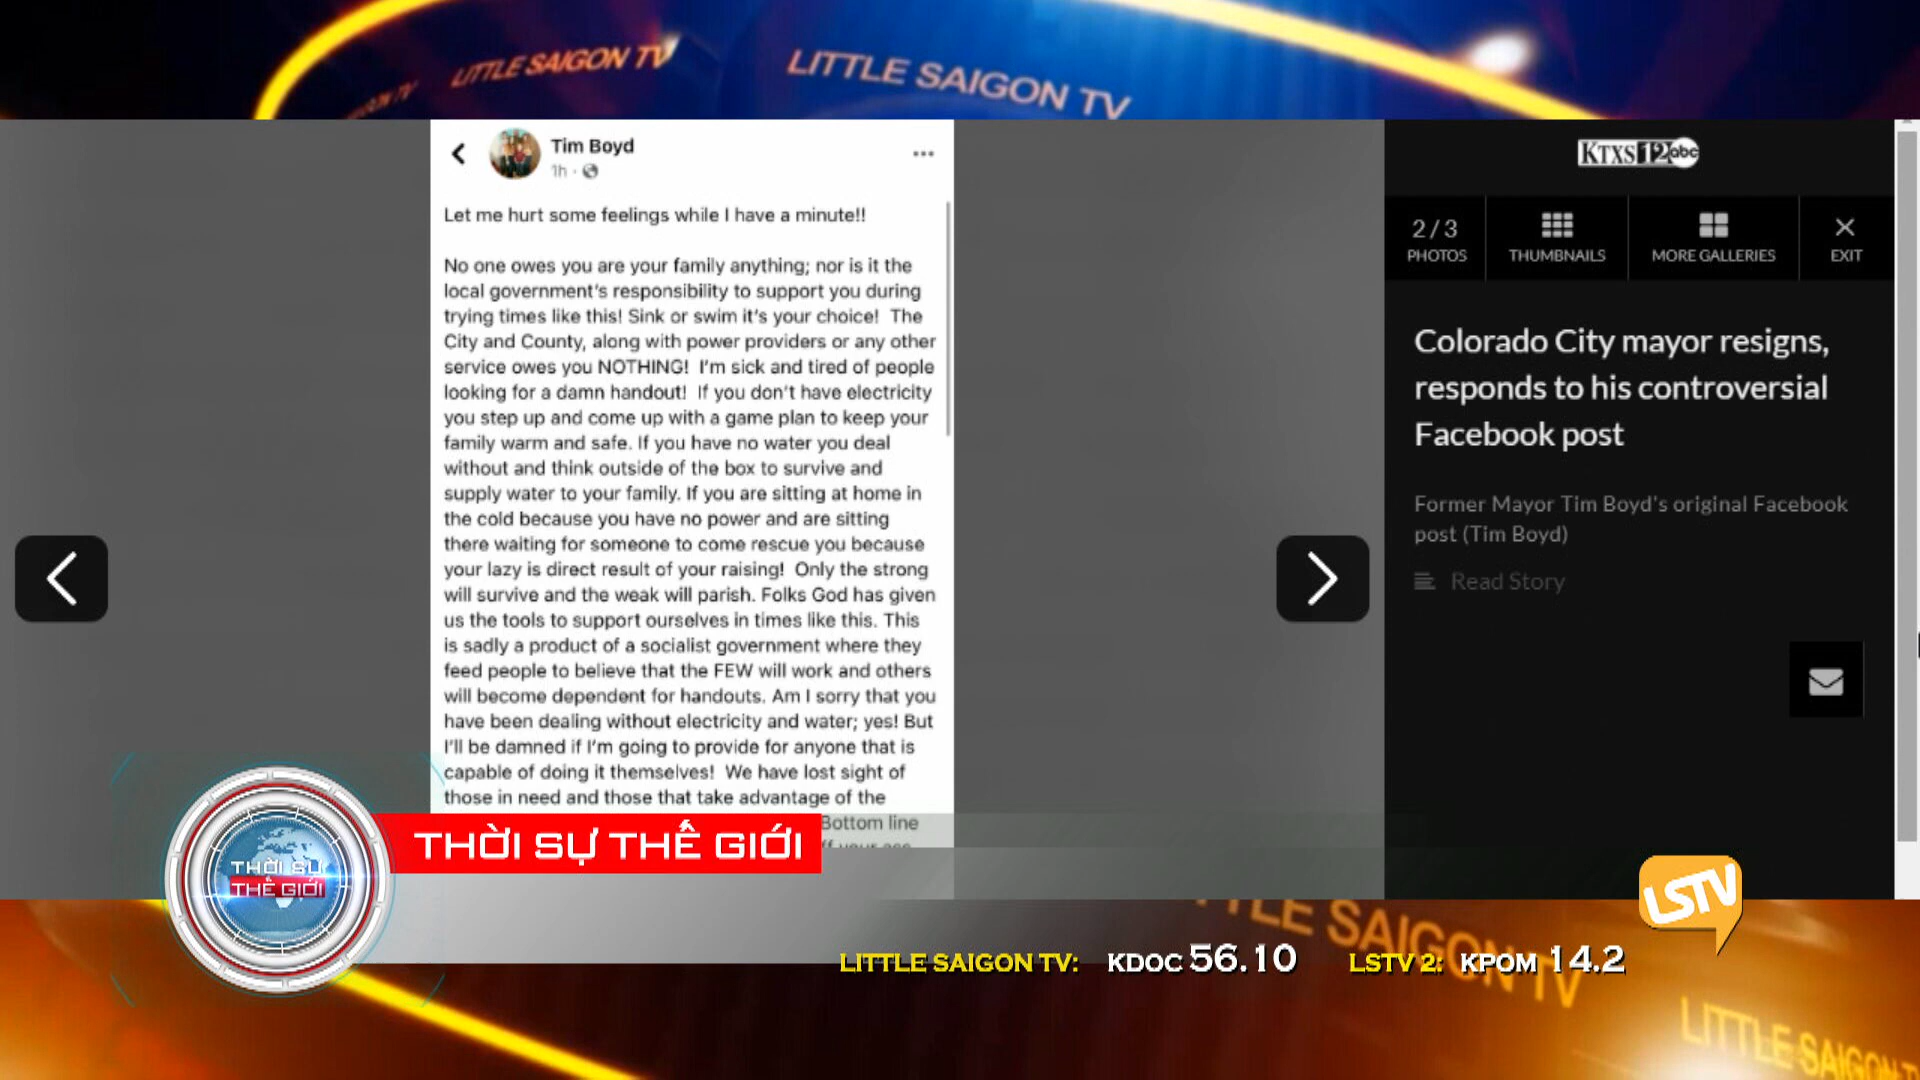 LITTLE SAIGON TV
LITTLE SAIGON TV
Tim Boyd
1h
Let me hurt some feelings while I have a minute!!
No one owes you are your family anything; nor is it the
local government's responsibility to support you during
trying times like this! Sink or swim it's your choice! The
City and County, along with power providers or any other
service owes you NOTHING! I'm sick and tired of people
looking for a damn handout! If you don't have electricity
you step up and come up with a game plan to keep your
family warm and safe. If you have no water you deal
without and think outside of the box to survive and
supply water to your family. If you are sitting at home in
the cold because you have no power and are sitting
there waiting for someone to come rescue you because
your lazy is direct result of your raising! Only the strong
will survive and the weak will parish. Folks God has given
us the tools to support ourselves in times like this. This
is sadly a product of a socialist government where they
feed people to believe that the FEW will work and others
will become dependent for handouts. Am I sorry that you
have been dealing without electricity and water; yes! But
I'll be damned if I'm going to provide for anyone that is
capable of doing it themselves! We have lost sight of
those in need and those that take advantage of the
Bottom line
KTXS 12 abc
2 / 3
PHOTOS
THUMBNAILS
MORE GALLERIES
EXIT
Colorado City mayor resigns,
responds to his controversial
Facebook post
Former Mayor Tim Boyd's original Facebook
post (Tim Boyd)
Read Story
THỜI SỰ THẾ GIỚI
THỜI SỰ
THẾ GIỚI
LSTV
LITTLE SAIGON TV: KDOC 56.10 LSTV 2: KPOM 14.2
LITTLE SAIGON TV
LITTLE SAIGON TV